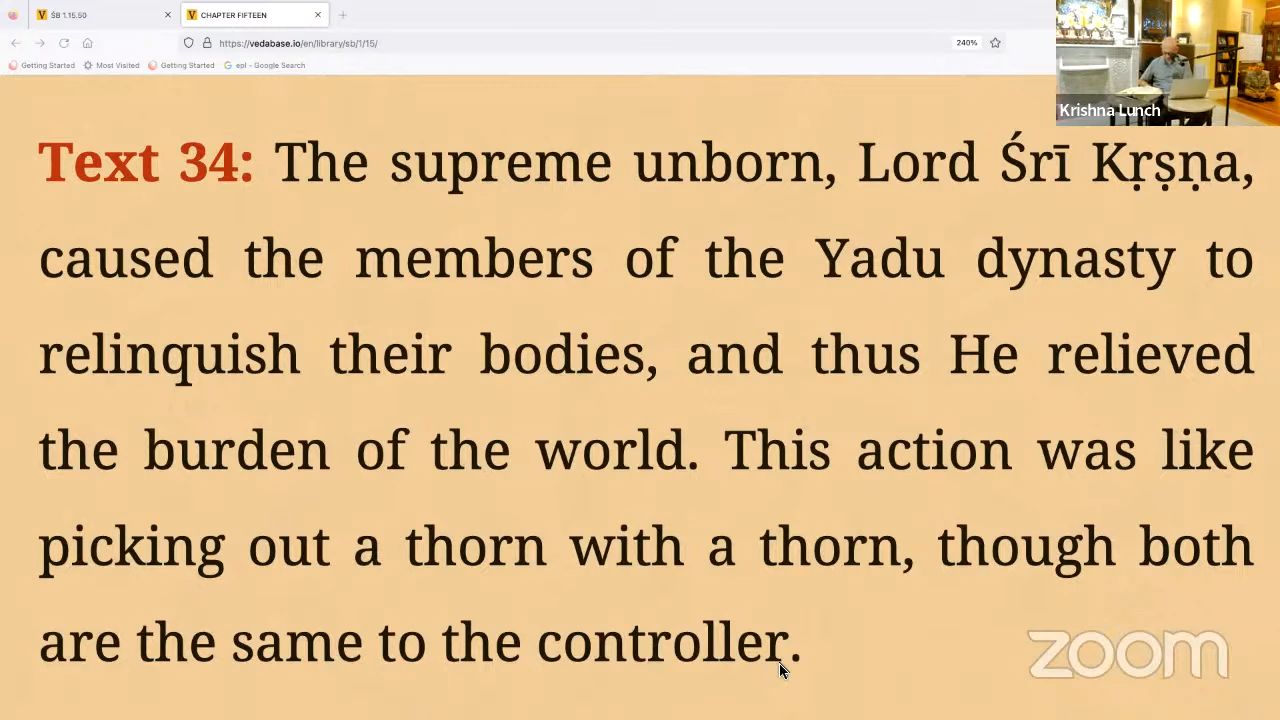 ŚB 1.15.50
CHAPTER FIFTEEN
https://vedabase.io/en/library/sb/1/15/
240%
Getting Started
Most Visited
Getting Started
epl - Google Search
Krishna Lunch
Text 34: The supreme unborn, Lord Śrī Kṛṣṇa,
caused the members of the Yadu dynasty to
relinquish their bodies, and thus He relieved
the burden of the world. This action was like
picking out a thorn with a thorn, though both
are the same to the controller.
zoom